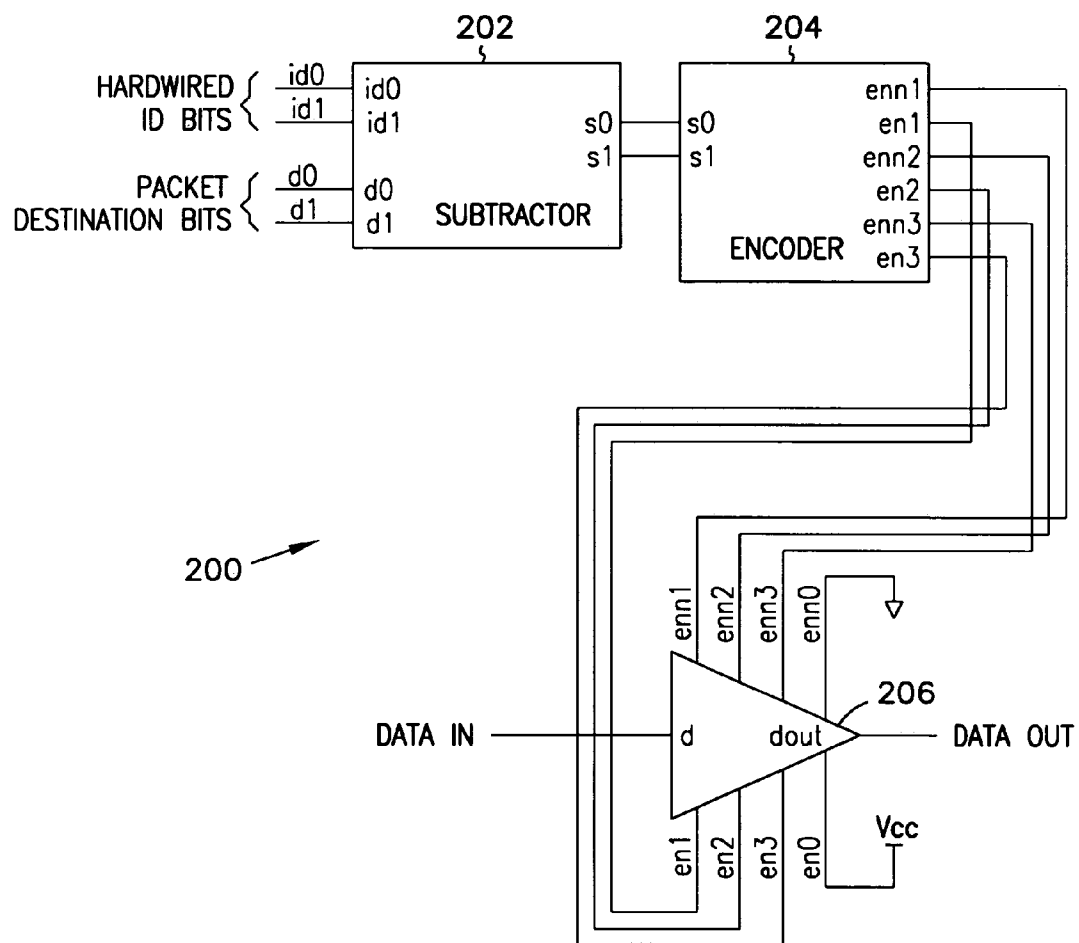 202
204
HARDWIRED
ID BITS
id0
id1
id0
id1
PACKET
DESTINATION BITS
d0
d1
d0
d1
s0
s1
SUBTRACTOR
s0
s1
ENCODER
enn1
en1
enn2
en2
enn3
en3
200
enn1
enn2
enn3
enn0
206
DATA IN
d
dout
DATA OUT
en1
en2
en3
en0
Vcc